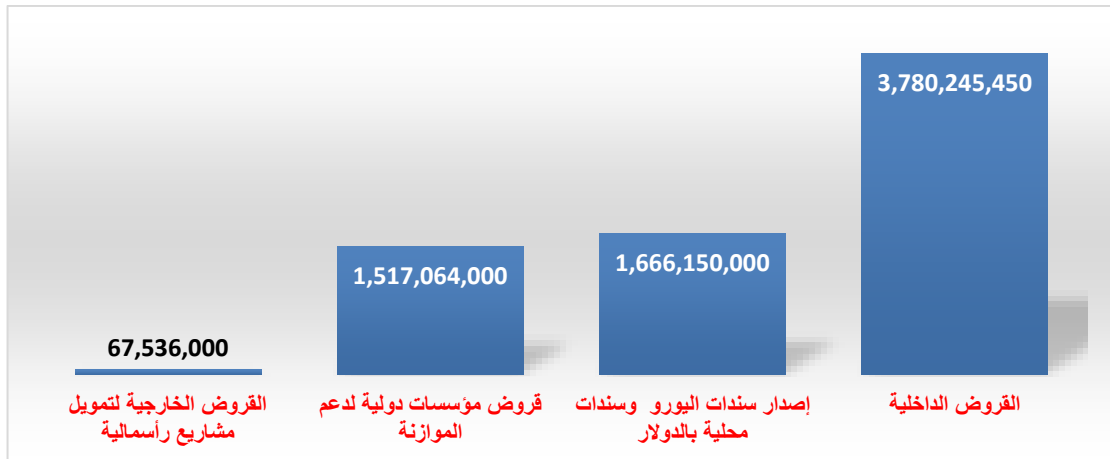 3,780,245,450
1,666,150,000
1,517,064,000
67,536,000
القروض الداخلية
إصدار سندات اليورو وسندات
محلية بالدولار
قروض مؤسسات دولية لدعم
الموازنة
القروض الخارجية لتمويل
مشاريع رأسمالية